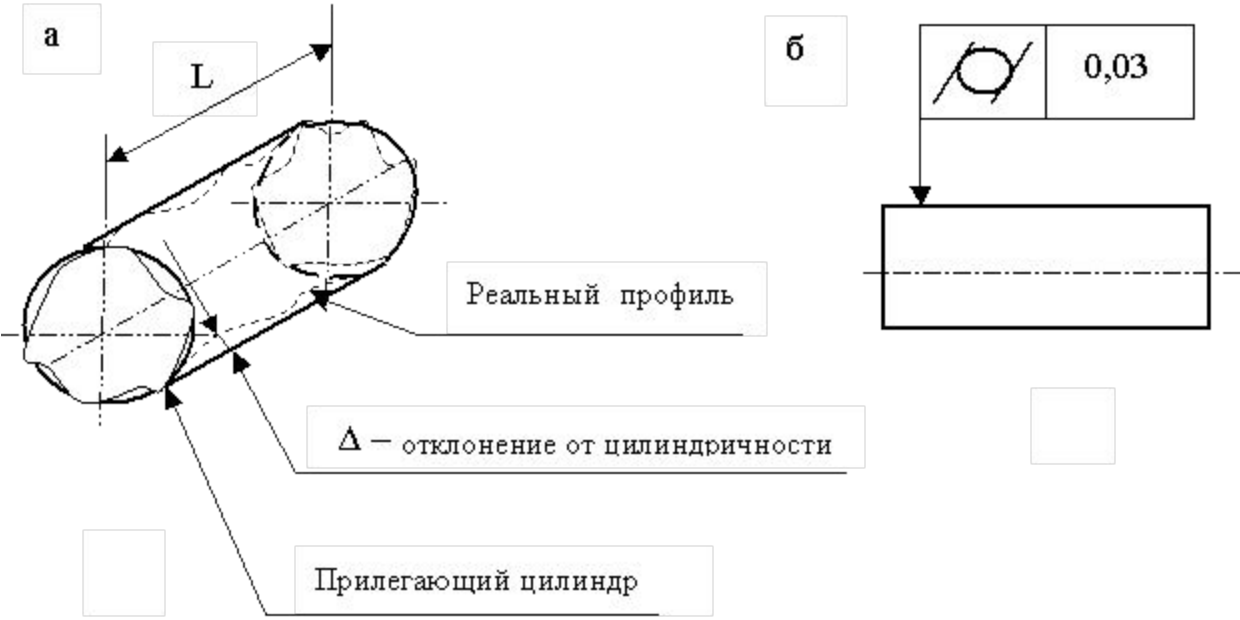 а
L
б
0,03
Реальный профиль
Δ – отклонение от цилиндричности
Прилегающий цилиндр